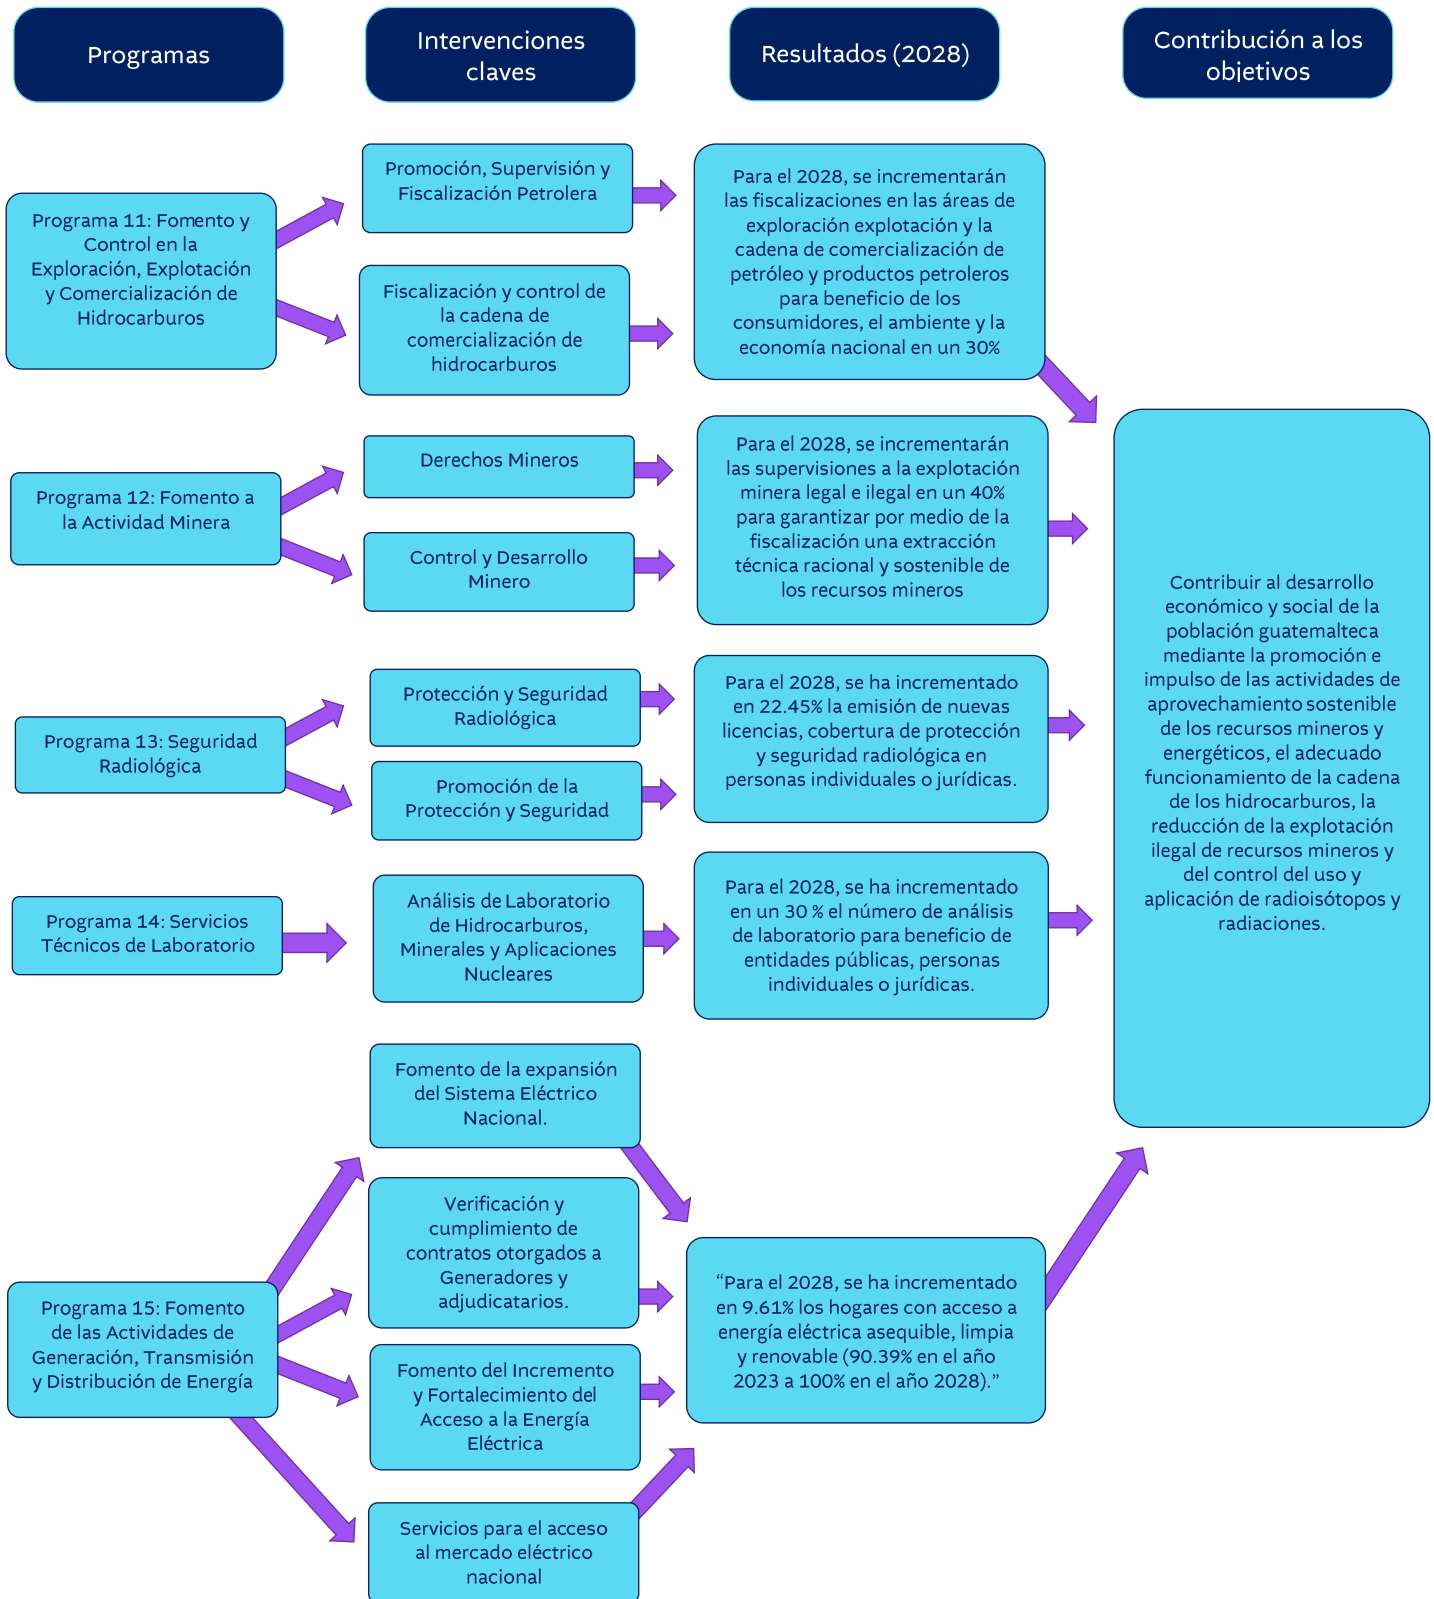 Programas
Intervenciones
claves
Resultados (2028)
Contribución a los
objetivos
Programa 11: Fomento y
Control en la
Exploración, Explotación
y Comercialización de
Hidrocarburos
Promoción, Supervisión y
Fiscalización Petrolera
Fiscalización y control de
la cadena de
comercialización de
hidrocarburos
Para el 2028, se incrementarán
las fiscalizaciones en las áreas de
exploración explotación y la
cadena de comercialización de
petróleo y productos petroleros
para beneficio de los
consumidores, el ambiente y la
economía nacional en un 30%
Programa 12: Fomento a
la Actividad Minera
Derechos Mineros
Control y Desarrollo
Minero
Para el 2028, se incrementarán
las supervisiones a la explotación
minera legal e ilegal en un 40%
para garantizar por medio de la
fiscalización una extracción
técnica racional y sostenible de
los recursos mineros
Programa 13: Seguridad
Radiológica
Protección y Seguridad
Radiológica
Promoción de la
Protección y Seguridad
Para el 2028, se ha incrementado
en 22.45% la emisión de nuevas
licencias, cobertura de protección
y seguridad radiológica en
personas individuales o jurídicas.
Programa 14: Servicios
Técnicos de Laboratorio
Análisis de Laboratorio
de Hidrocarburos,
Minerales y Aplicaciones
Nucleares
Para el 2028, se ha incrementado
en un 30 % el número de análisis
de laboratorio para beneficio de
entidades públicas, personas
individuales o jurídicas.
Programa 15: Fomento
de las Actividades de
Generación, Transmisión
y Distribución de Energía
Fomento de la expansión
del Sistema Eléctrico
Nacional.
Verificación y
cumplimiento de
contratos otorgados a
Generadores y
adjudicatarios.
Fomento del Incremento
y Fortalecimiento del
Acceso a la Energía
Eléctrica
Servicios para el acceso
al mercado eléctrico
nacional
“Para el 2028, se ha incrementado
en 9.61% los hogares con acceso a
energía eléctrica asequible, limpia
y renovable (90.39% en el año
2023 a 100% en el año 2028).”
Contribuir al desarrollo
económico y social de la
población guatemalteca
mediante la promoción e
impulso de las actividades de
aprovechamiento sostenible
de los recursos mineros y
energéticos, el adecuado
funcionamiento de la cadena
de los hidrocarburos, la
reducción de la explotación
ilegal de recursos mineros y
del control del uso y
aplicación de radioisótopos y
radiaciones.